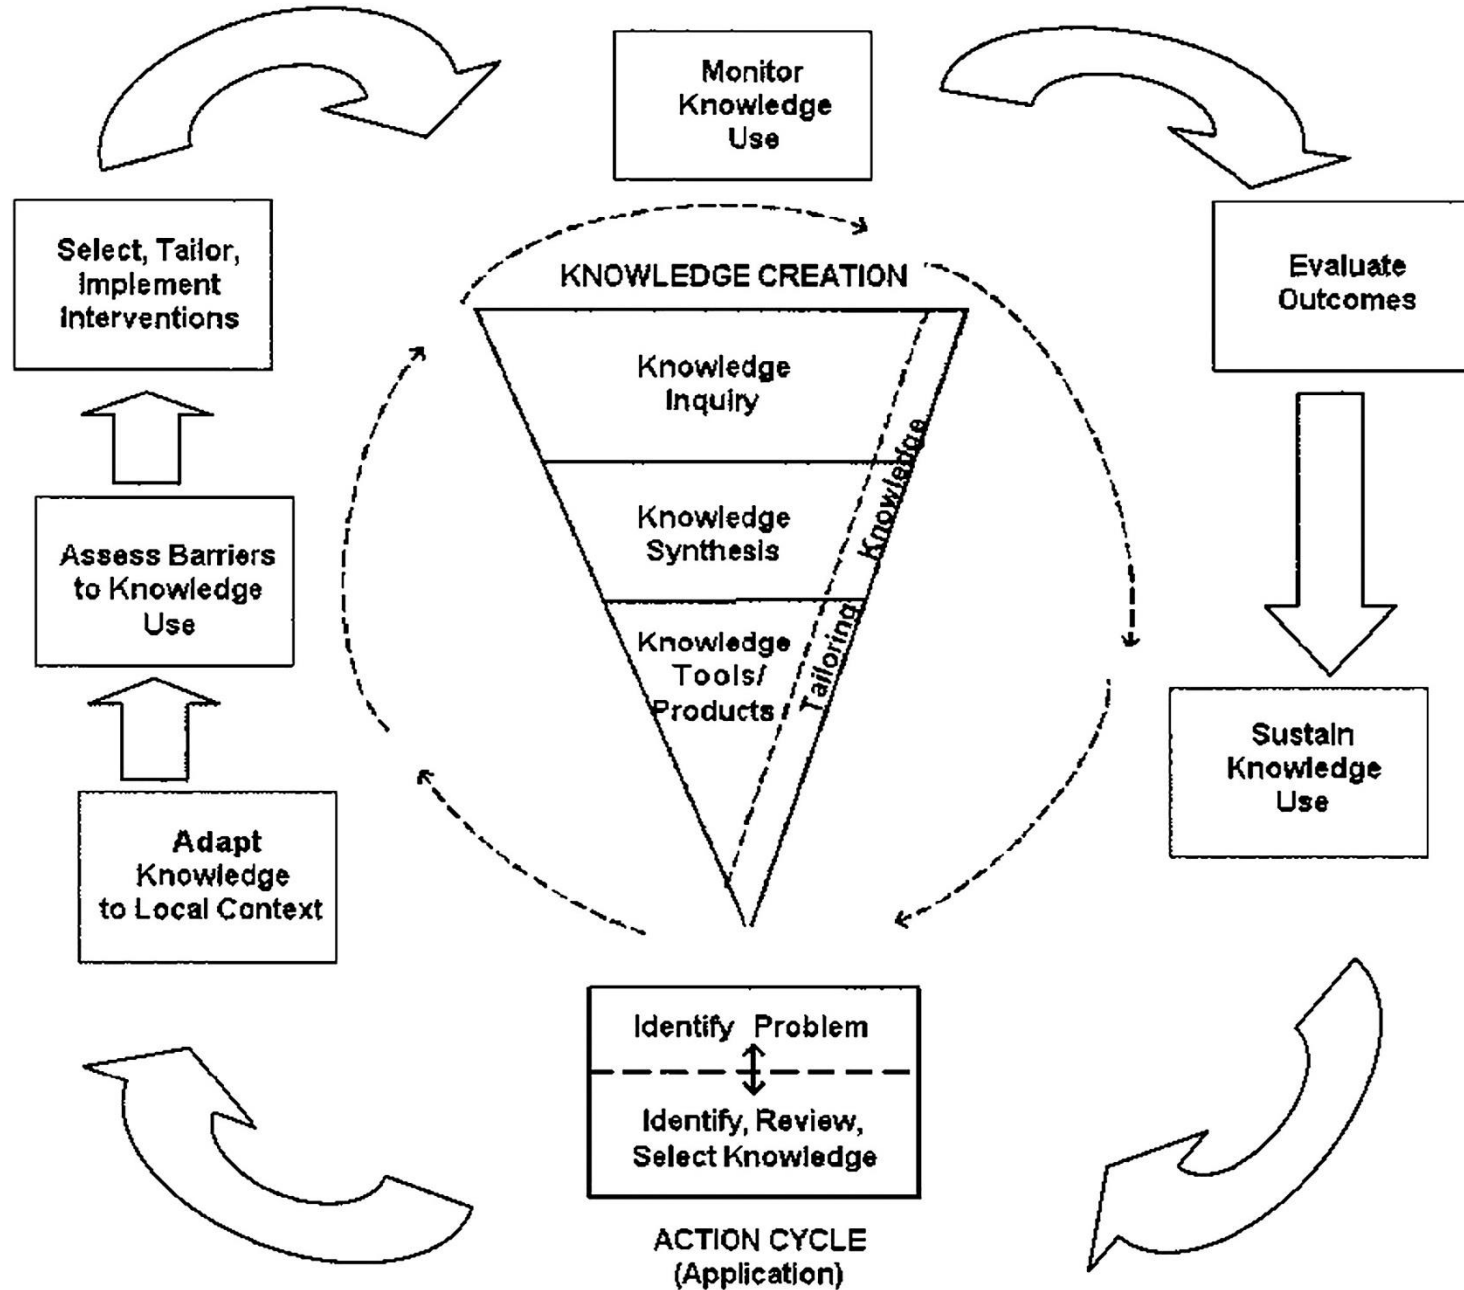 Monitor
Knowledge
Use
Select, Tailor,
Implement
Interventions
Evaluate
Outcomes
KNOWLEDGE CREATION
Knowledge
Inquiry
Knowledge
Synthesis
Knowledge
Tools/
Products
Tailoring Knowledge
Assess Barriers
to Knowledge
Use
Sustain
Knowledge
Use
Adapt
Knowledge
to Local Context
Identify Problem
Identify, Review,
Select Knowledge
ACTION CYCLE
(Application)